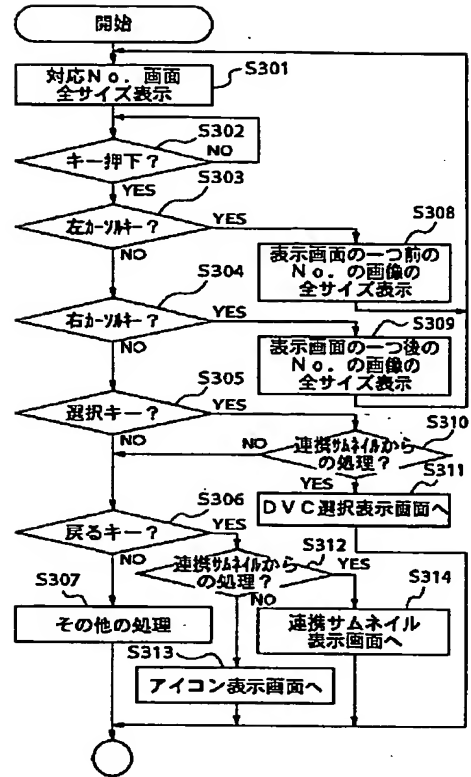 開始
対応No. 画面
全サイズ表示
S301
S302
キー押下?
NO
YES
S303
左ｶｰｿﾙｷｰ?
YES
NO
S308
表示画面の一つ前の
No. の画像の
全サイズ表示
S304
右ｶｰｿﾙｷｰ?
YES
NO
S309
表示画面の一つ後の
No. の画像の
全サイズ表示
S305
選択キー?
YES
NO
S310
連携ｻﾑﾈｲﾙから
の処理?
NO
YES
S311
DVC選択表示画面へ
S306
戻るキー?
YES
NO
S312
連携ｻﾑﾈｲﾙから
の処理?
YES
NO
S307
その他の処理
S314
連携サムネイル
表示画面へ
S313
アイコン表示画面へ